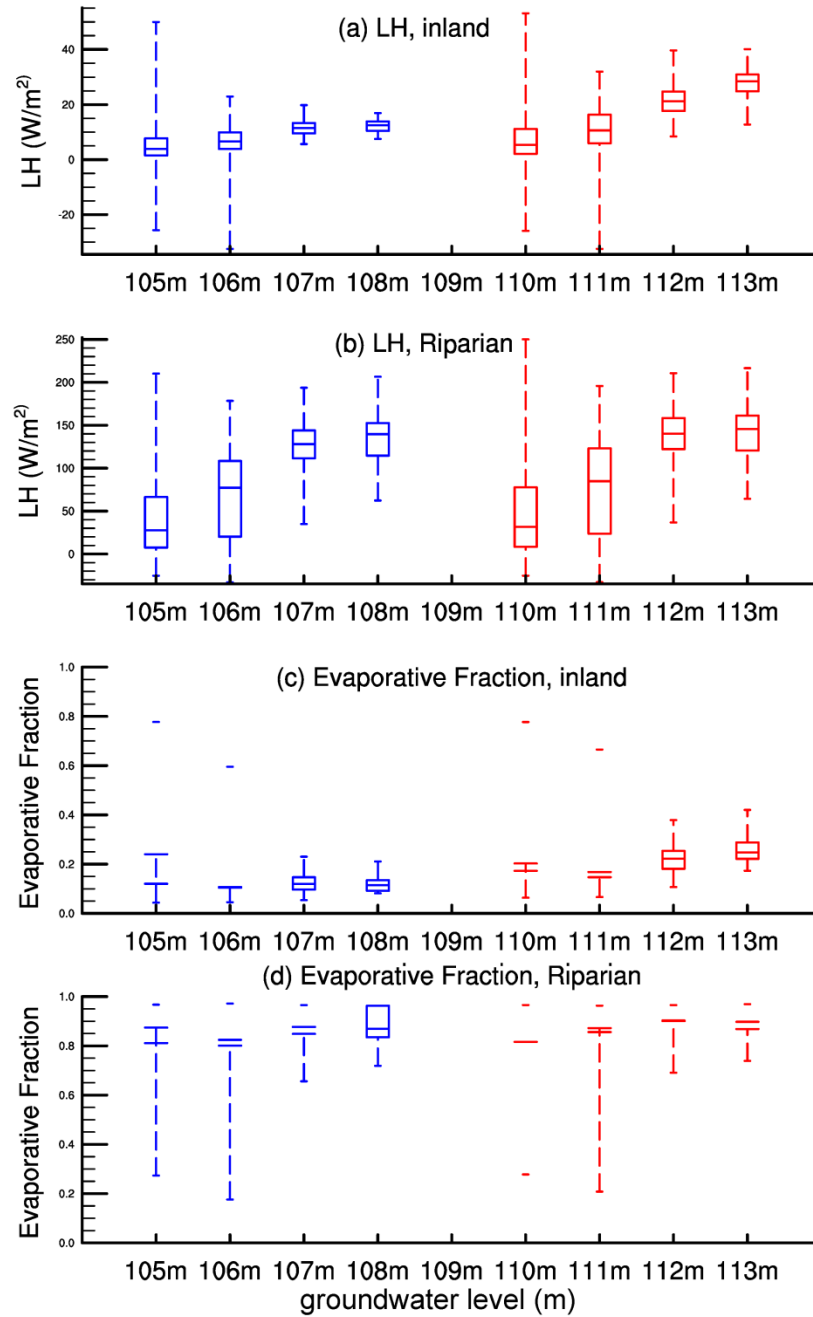 (a) LH, inland
LH (W/m²)
40
20
0
-20
105m 106m 107m 108m 109m 110m 111m 112m 113m
(b) LH, Riparian
LH (W/m²)
250
200
150
100
50
0
105m 106m 107m 108m 109m 110m 111m 112m 113m
(c) Evaporative Fraction, inland
Evaporative Fraction
1.0
0.8
0.6
0.4
0.2
0.0
105m 106m 107m 108m 109m 110m 111m 112m 113m
(d) Evaporative Fraction, Riparian
Evaporative Fraction
1.0
0.8
0.6
0.4
0.2
0.0
105m 106m 107m 108m 109m 110m 111m 112m 113m
groundwater level (m)